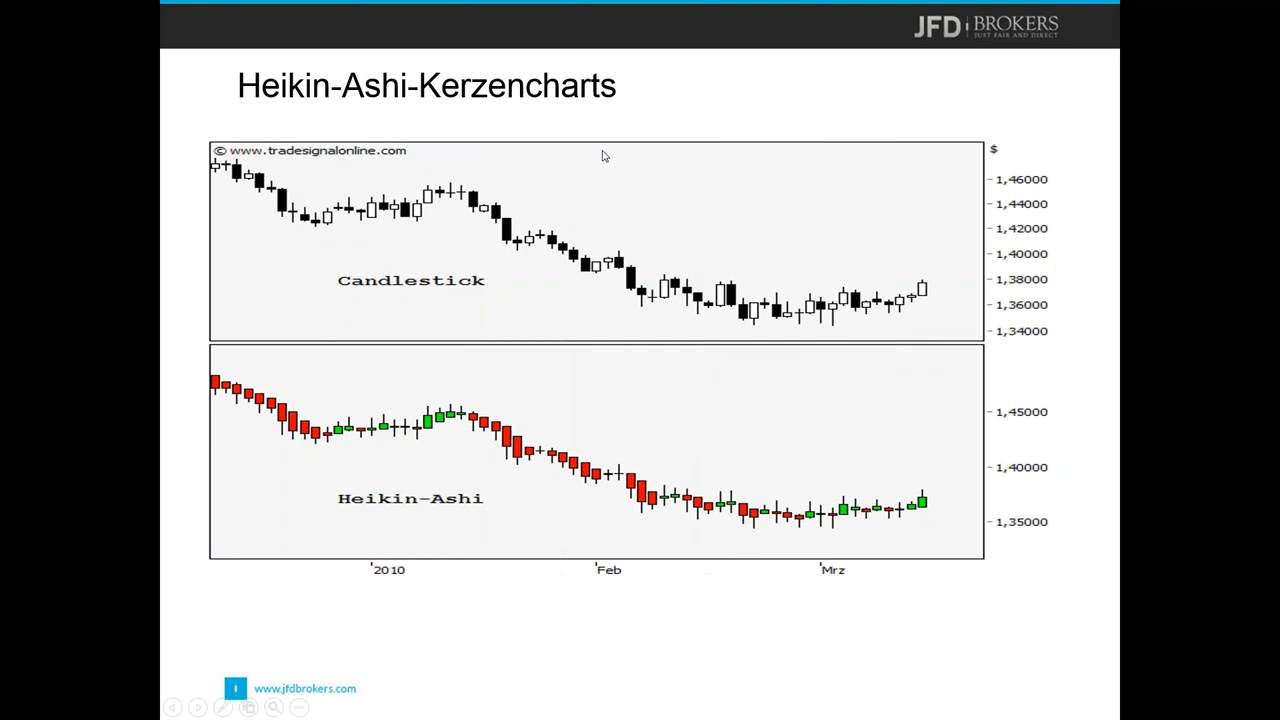 JFD BROKERS
JUST FAIR AND DIRECT
Heikin-Ashi-Kerzencharts
© www.tradesignalonline.com
$
1,46000
1,44000
1,42000
1,40000
1,38000
1,36000
1,34000
Candlestick
1,45000
1,40000
1,35000
Heikin-Ashi
2010
Feb
Mrz
I www.jfdbrokers.com